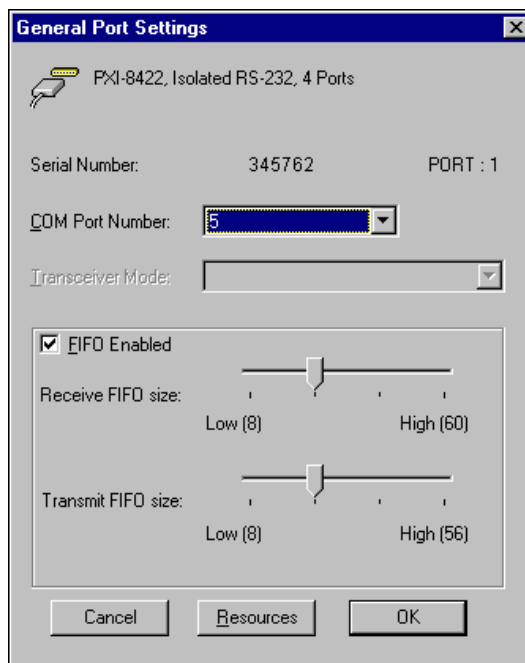 General Port Settings
PXI-8422, Isolated RS-232, 4 Ports
Serial Number: 345762 PORT : 1
COM Port Number: 5
Transceiver Mode:
FIFO Enabled
Receive FIFO size:
Low (8) High (60)
Transmit FIFO size:
Low (8) High (56)
Cancel Resources OK